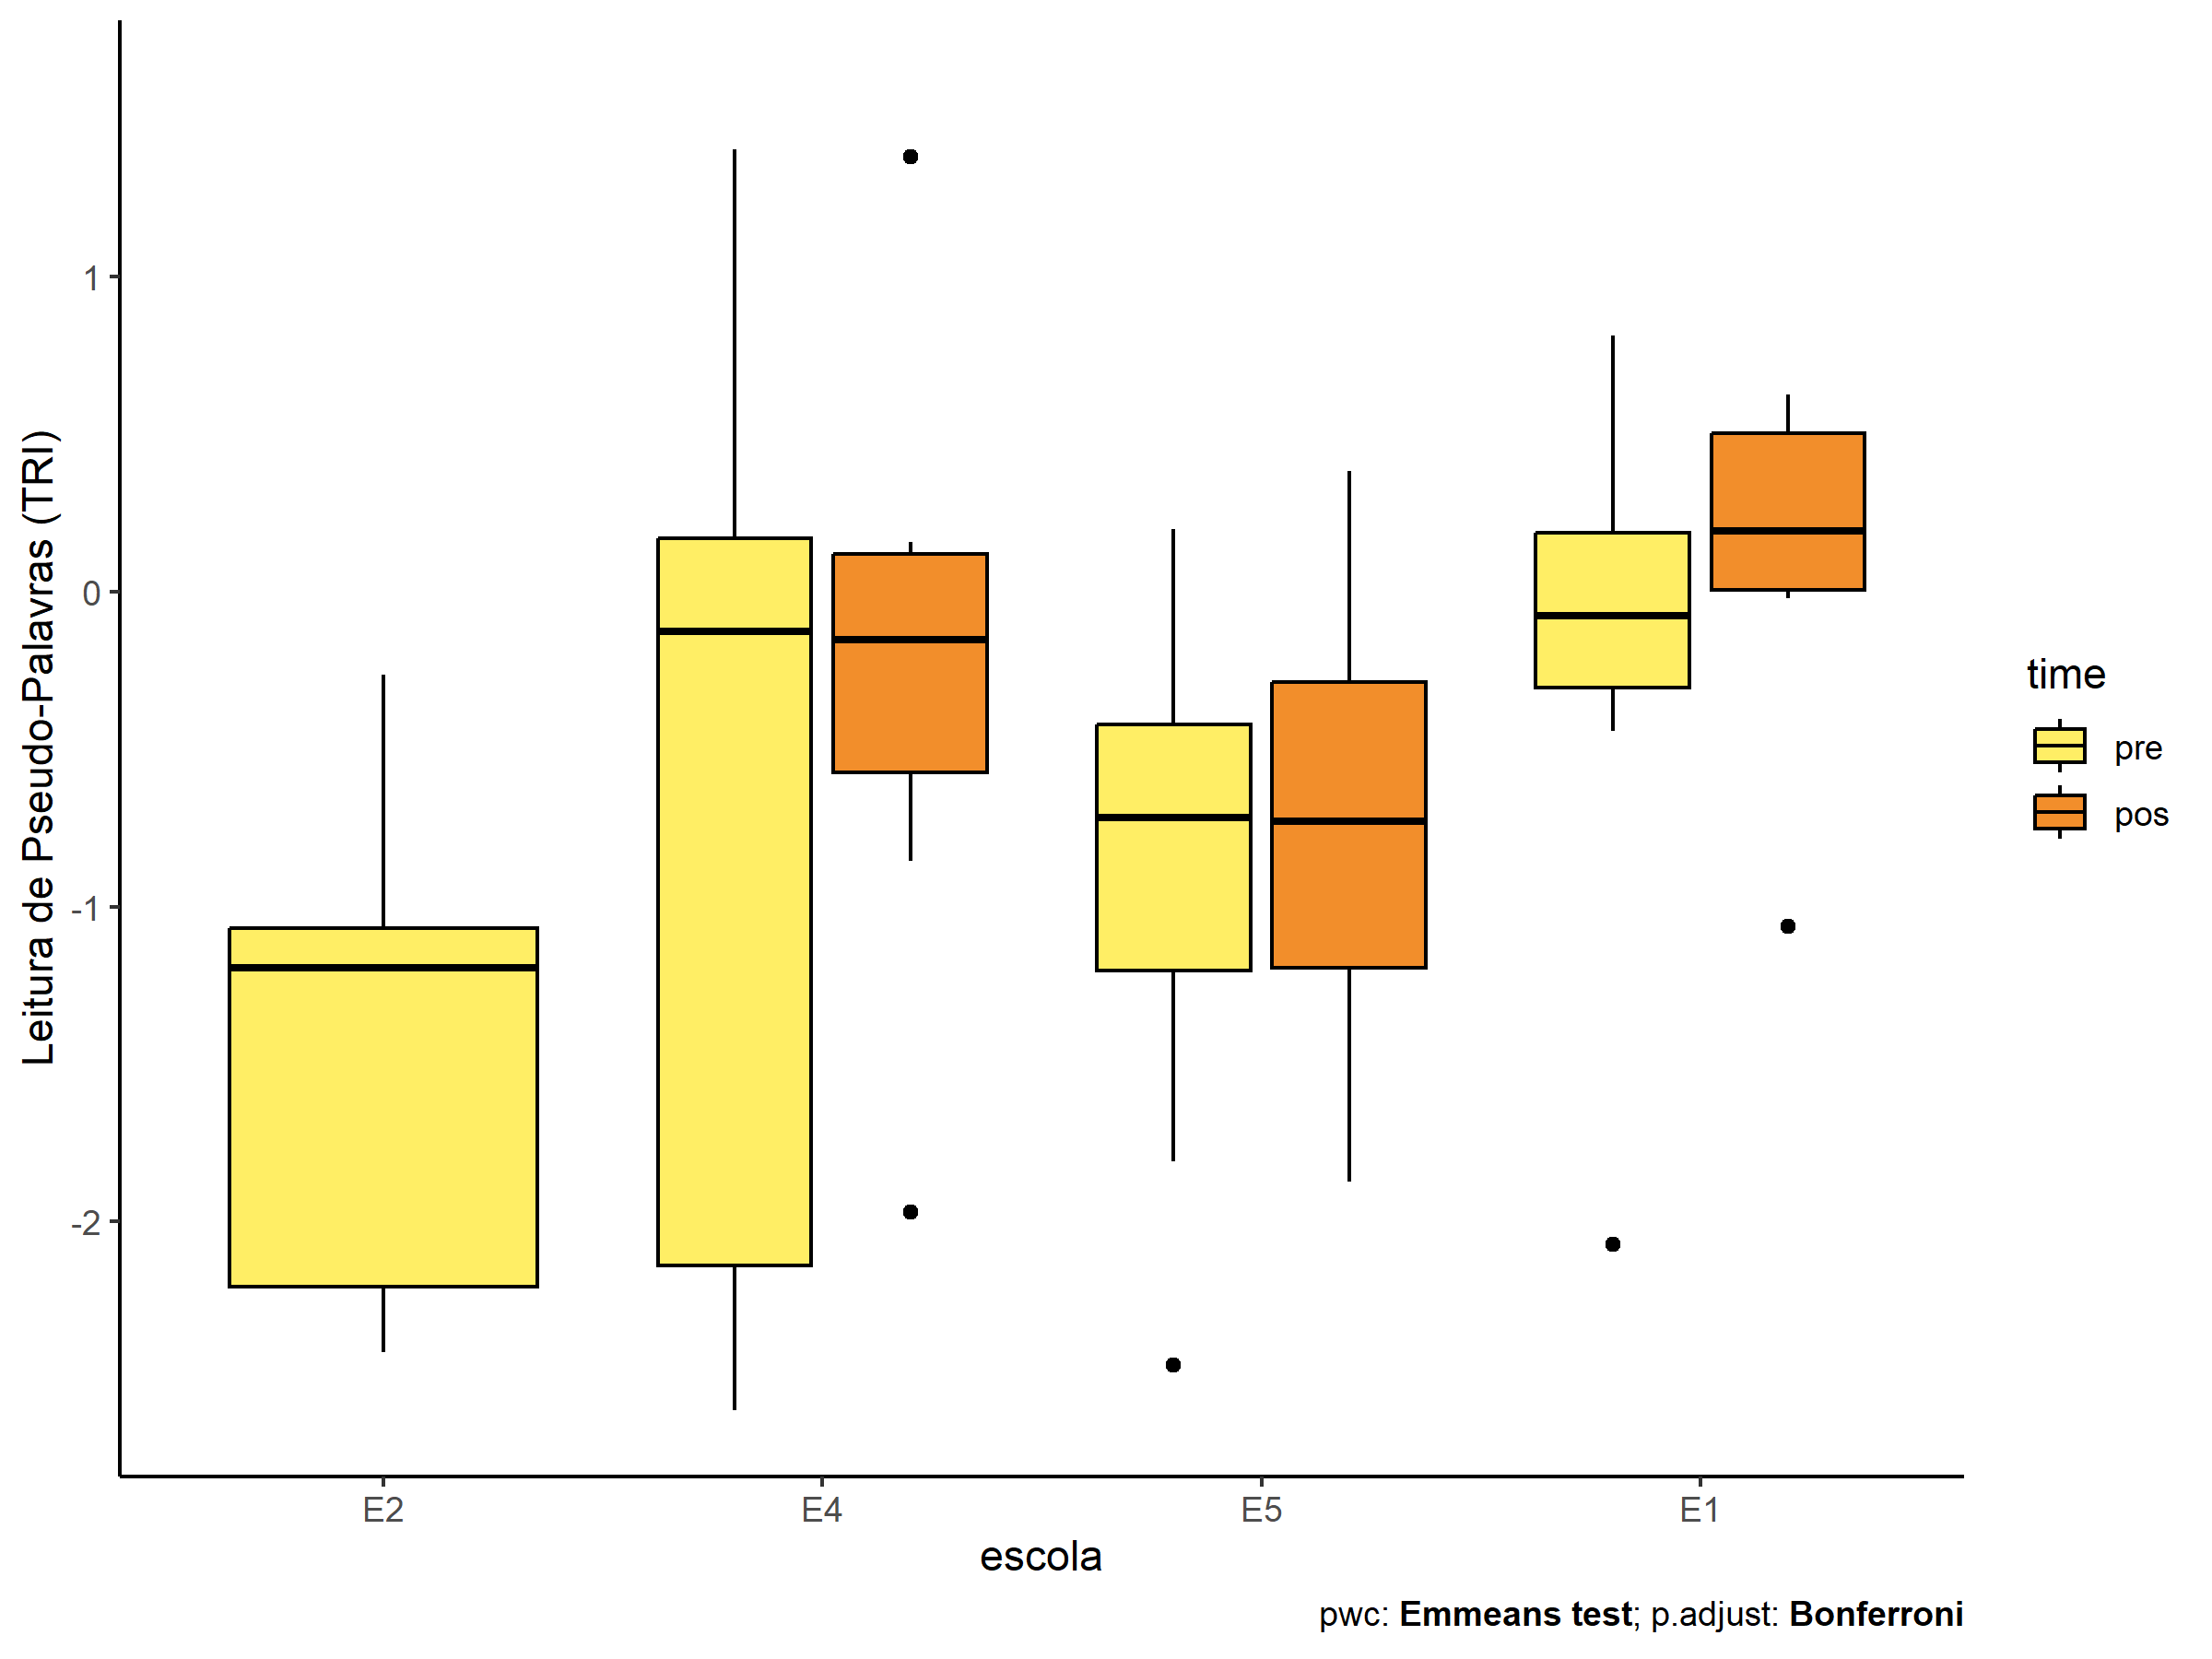 Leitura de Pseudo-Palavras (TRI)
1
0
-1
-2
E2 E4 E5 E1
escola
time
pre
pos
pwc: Emmeans test; p.adjust: Bonferroni